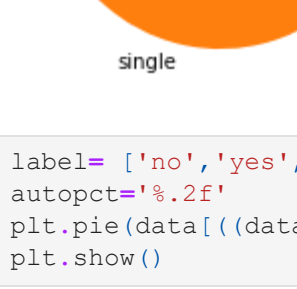 single
label= ['no','yes',
autopct='%.2f'
plt.pie(data[((data
plt.show()